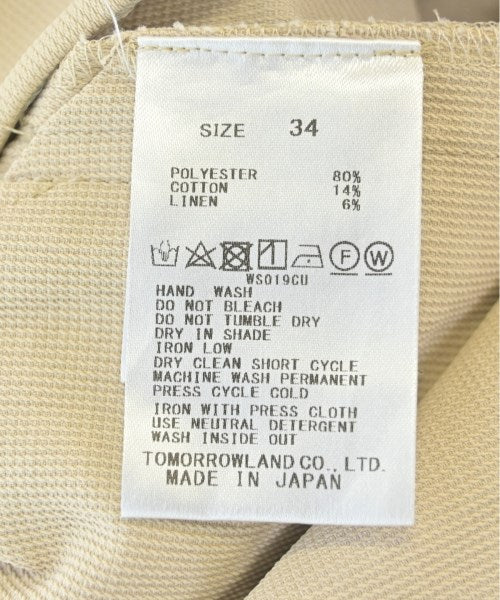 SIZE 34
POLYESTER 80%
COTTON 14%
LINEN 6%
F W
WS019CU
HAND WASH
DO NOT BLEACH
DO NOT TUMBLE DRY
DRY IN SHADE
IRON LOW
DRY CLEAN SHORT CYCLE
MACHINE WASH PERMANENT
PRESS CYCLE COLD
IRON WITH PRESS CLOTH
USE NEUTRAL DETERGENT
WASH INSIDE OUT
TOMORROWLAND CO., LTD.
MADE IN JAPAN